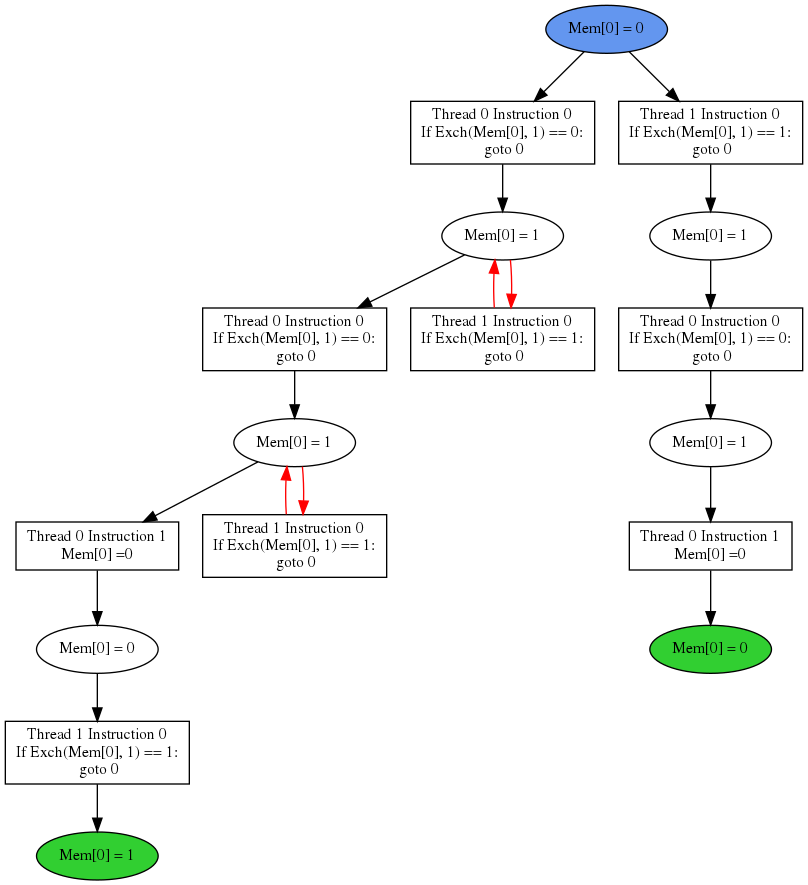 Mem[0] = 0
Thread 0 Instruction 0
If Exch(Mem[0], 1) == 0:
goto 0
Thread 1 Instruction 0
If Exch(Mem[0], 1) == 1:
goto 0
Mem[0] = 1
Mem[0] = 1
Thread 0 Instruction 0
If Exch(Mem[0], 1) == 0:
goto 0
Thread 1 Instruction 0
If Exch(Mem[0], 1) == 1:
goto 0
Thread 0 Instruction 0
If Exch(Mem[0], 1) == 0:
goto 0
Mem[0] = 1
Mem[0] = 1
Thread 0 Instruction 1
Mem[0] =0
Thread 1 Instruction 0
If Exch(Mem[0], 1) == 1:
goto 0
Thread 0 Instruction 1
Mem[0] =0
Mem[0] = 0
Mem[0] = 0
Thread 1 Instruction 0
If Exch(Mem[0], 1) == 1:
goto 0
Mem[0] = 1